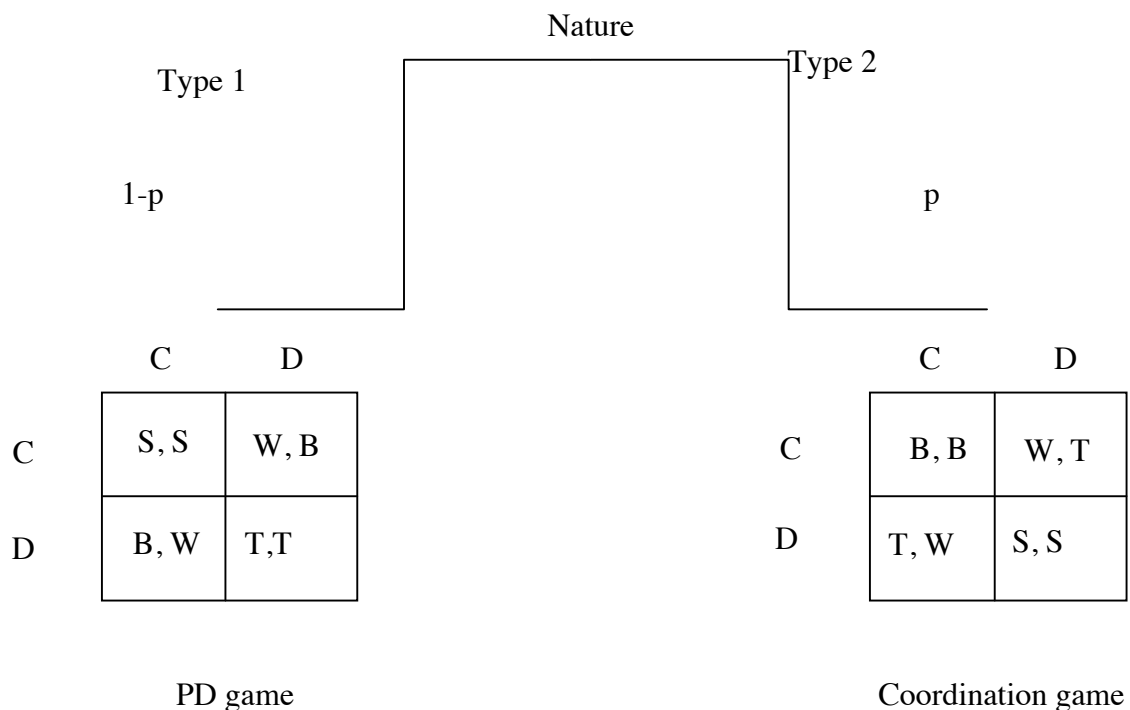 Nature
Type 1
Type 2
1-p
p
C D
C S, S W, B
D B, W T,T
C D
C B, B W, T
D T, W S, S
PD game
Coordination game